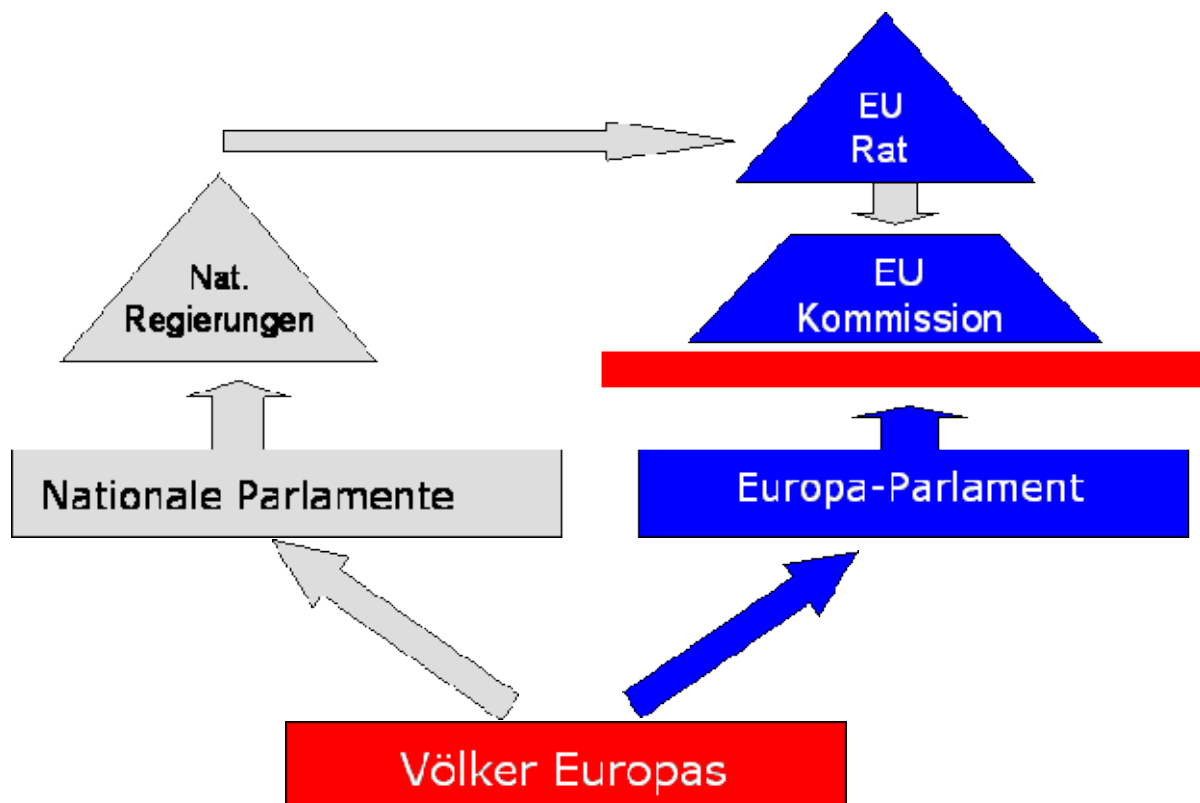 EU
Rat
Nat.
Regierungen
EU
Kommission
Nationale Parlamente
Europa-Parlament
Völker Europas